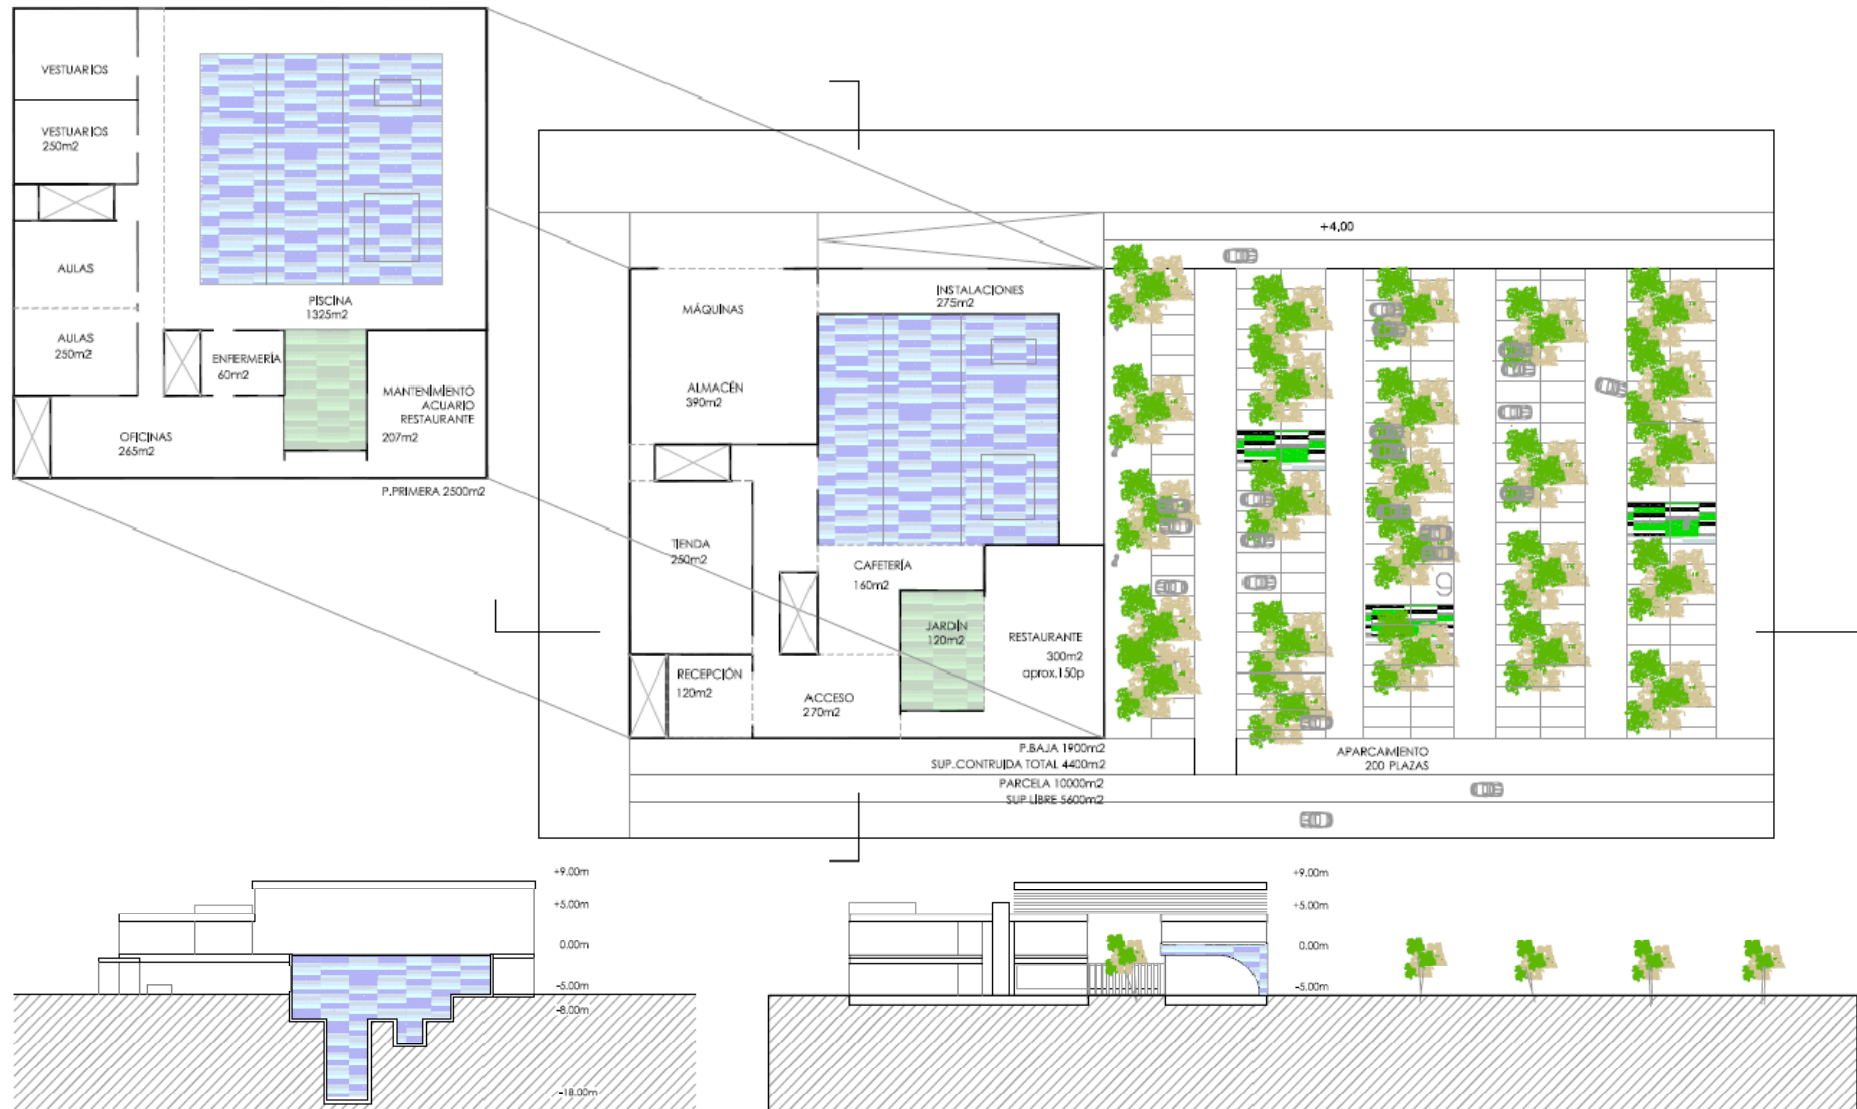 VESTUARIOS
VESTUARIOS
250m2
AULAS
AULAS
250m2
OFICINAS
265m2
PISCINA
1325m2
ENFIERMERÍA
60m2
MANTENIMIENTO
ACUARIO
RESTAURANTE
207m2
P.PRIMERA 2500m2
+4,00
MÁQUINAS
INSTALACIONES
275m2
ALMACÉN
390m2
TIENDA
250m2
CAFETERÍA
160m2
JARDÍN
120m2
RESTAURANTE
300m2
aprox.150p
RECEPCIÓN
120m2
ACCESO
270m2
P.BAJA 1900m2
SUP..CONTRUIDA TOTAL 4400m2
PARCELA 10000m2
SUP LIBRE 5600m2
APARCAMIENTO
200 PLAZAS
+9.00m
+5.00m
0.00m
-5.00m
-8.00m
-18.00m
+9.00m
+5.00m
0.00m
-5.00m